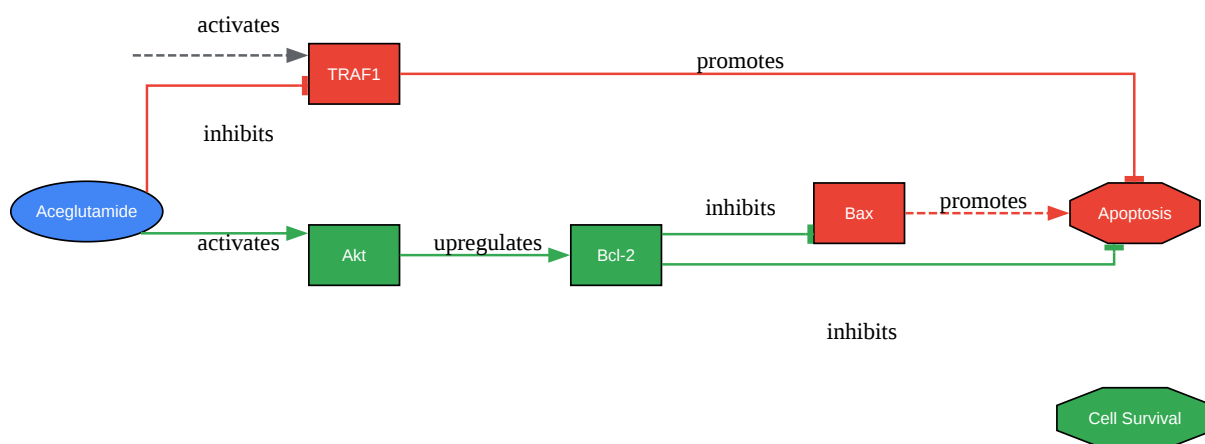 activates
TRAF1
promotes
inhibits
Aceglutamide
activates
Akt
upregulates
Bcl-2
inhibits
Bax
promotes
Apoptosis
inhibits
Cell Survival